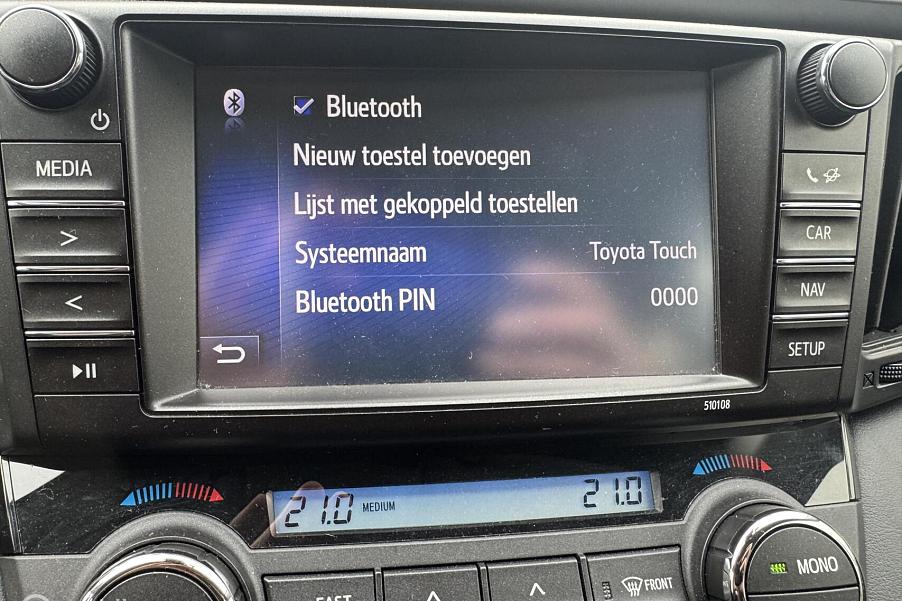 Bluetooth
Nieuw toestel toevoegen
Lijst met gekoppeld toestellen
Systeemnaam Toyota Touch
Bluetooth PIN 0000
MEDIA
>
<
CAR
NAV
SETUP
510108
21.0 MEDIUM 21.0
MONO
FRONT